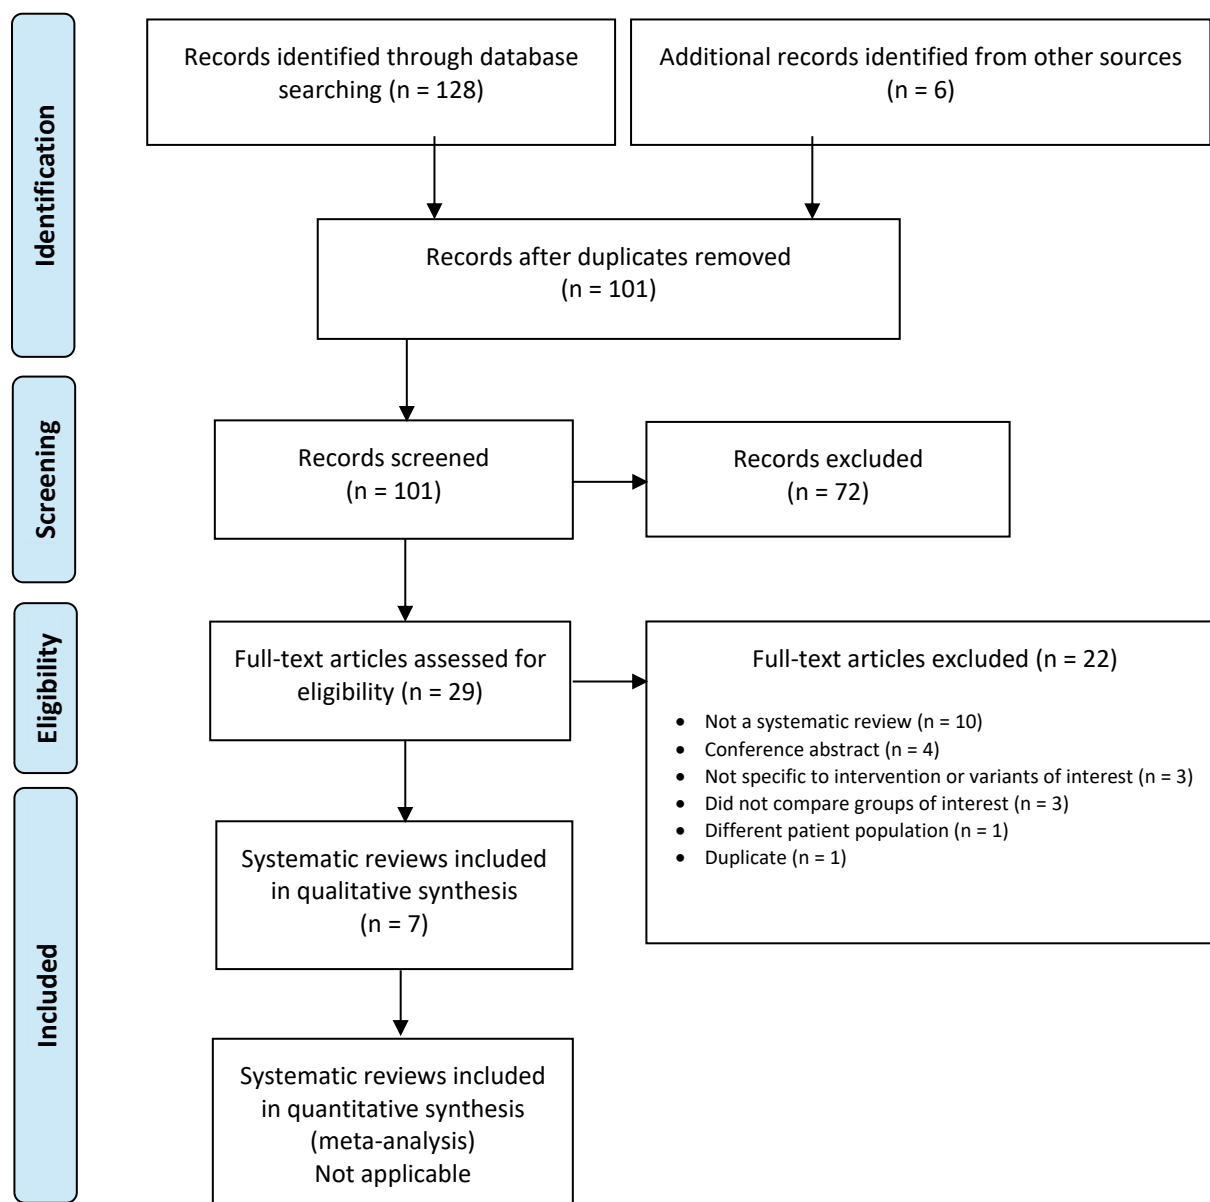 Identification
Records identified through database
searching (n = 128)
Additional records identified from other sources
(n = 6)
Records after duplicates removed
(n = 101)
Screening
Records screened
(n = 101)
Records excluded
(n = 72)
Eligibility
Full-text articles assessed for
eligibility (n = 29)
Full-text articles excluded (n = 22)
• Not a systematic review (n = 10)
• Conference abstract (n = 4)
• Not specific to intervention or variants of interest (n = 3)
• Did not compare groups of interest (n = 3)
• Different patient population (n = 1)
• Duplicate (n = 1)
Included
Systematic reviews included
in qualitative synthesis
(n = 7)
Systematic reviews included
in quantitative synthesis
(meta-analysis)
Not applicable